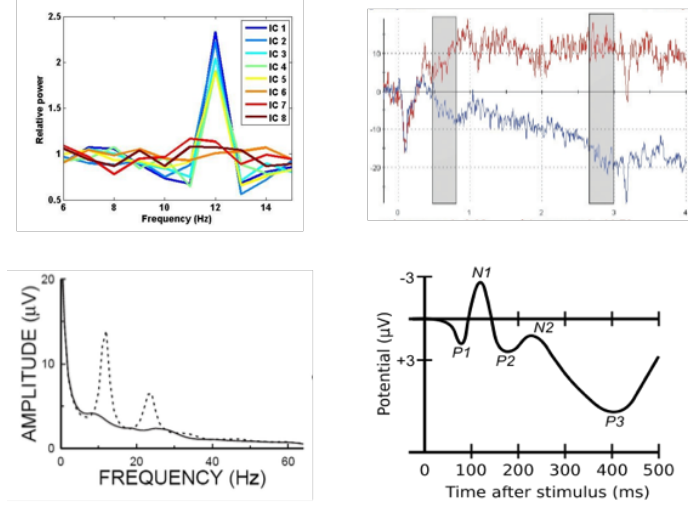 2.5
2
1.5
1
0.5
Relative power
6
8
10
12
14
Frequency (Hz)
IC 1
IC 2
IC 3
IC 4
IC 5
IC 6
IC 7
IC 8
10
0
-10
-20
0
1
2
3
4
20
10
0
AMPLITUDE (μV)
0
20
40
60
FREQUENCY (Hz)
-3
+3
Potential (μV)
N1
P1
P2
N2
P3
0
100
200
300
400
500
Time after stimulus (ms)